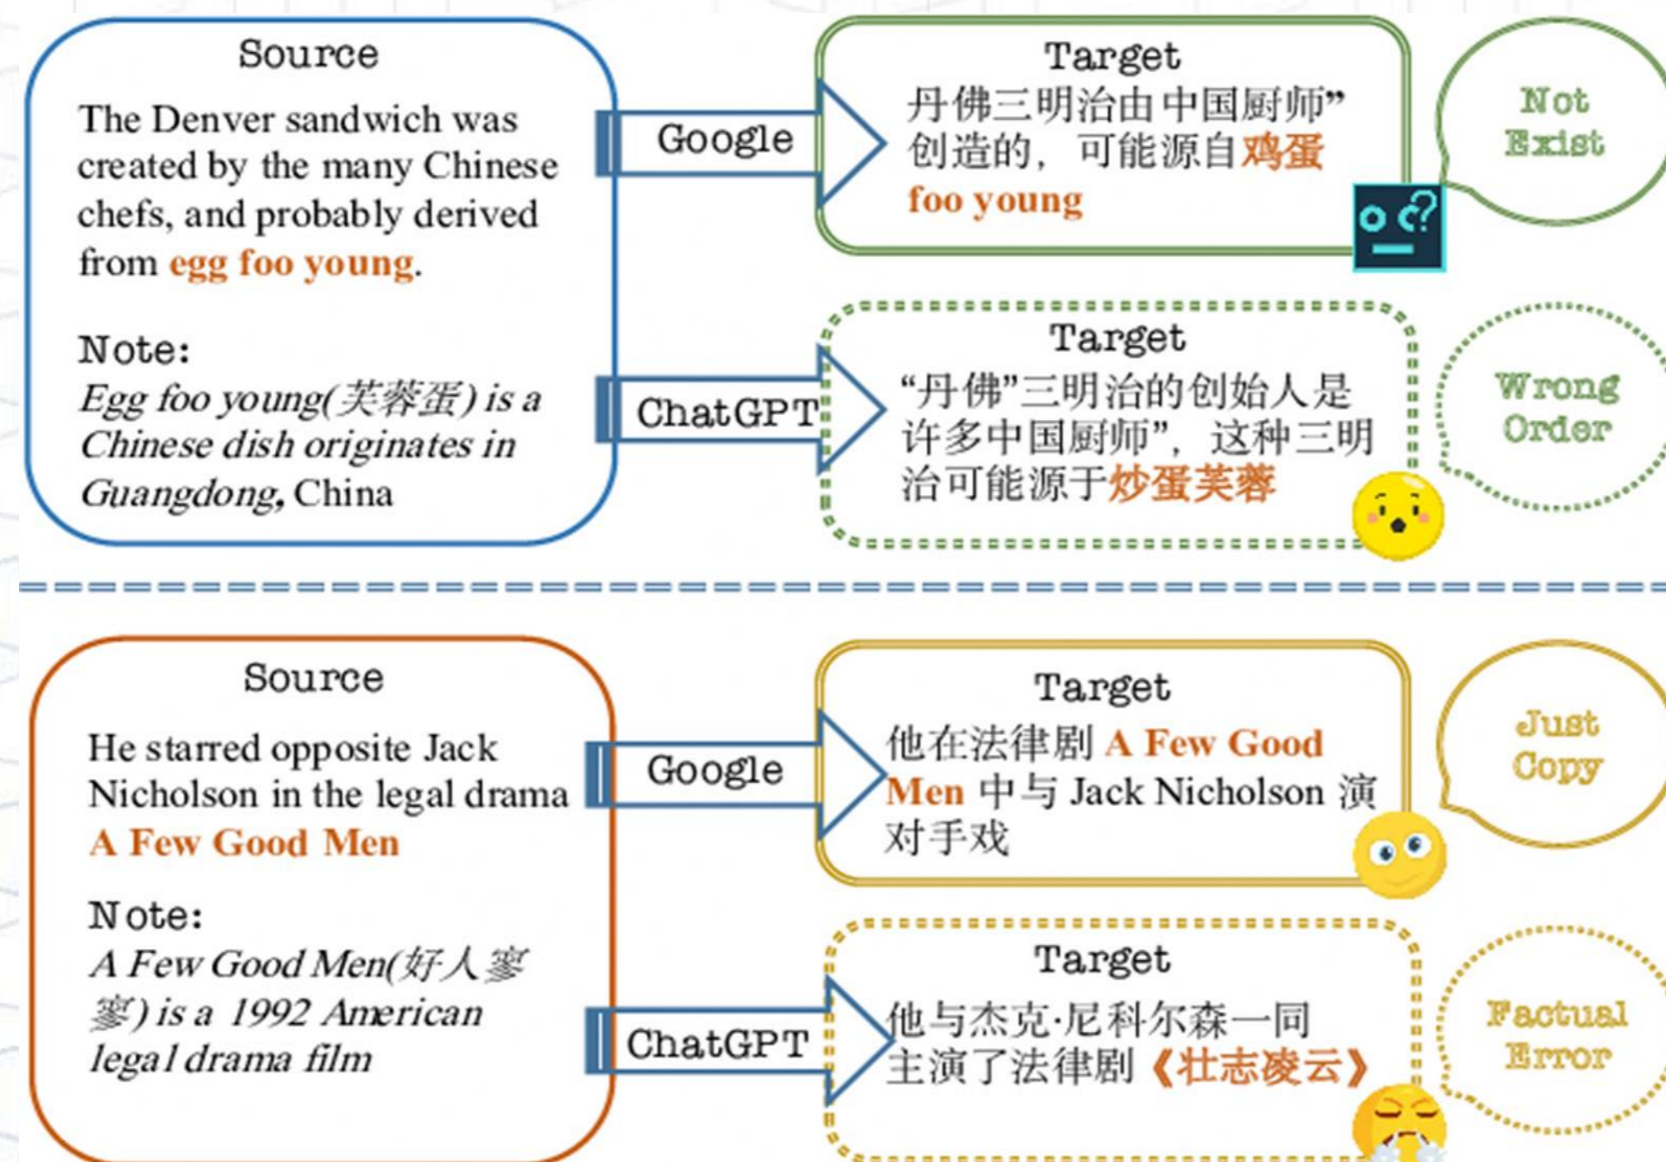 Source
The Denver sandwich was
created by the many Chinese
chefs, and probably derived
from egg foo young.
Note:
Egg foo young(芙蓉蛋) is a
Chinese dish originates in
Guangdong, China
Google
Target
丹佛三明治由中国厨师”
创造的，可能源自鸡蛋
foo young
Not
Exist
ChatGPT
Target
“丹佛”三明治的创始人是
许多中国厨师”，这种三明
治可能源于炒蛋芙蓉
Wrong
Order
Source
He starred opposite Jack
Nicholson in the legal drama
A Few Good Men
Note:
A Few Good Men(好人寥
寥) is a 1992 American
legal drama film
Google
Target
他在法律剧 A Few Good
Men 中与 Jack Nicholson 演
对手戏
Just
Copy
ChatGPT
Target
他与杰克·尼科尔森一同
主演了法律剧《壮志凌云》
Factual
Error